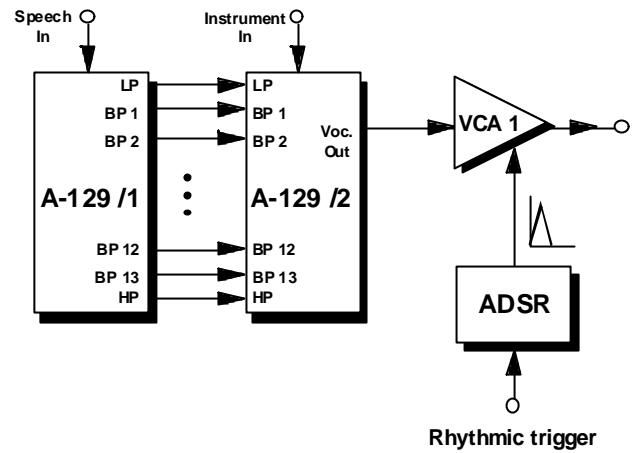 Speech
In
Instrument
In
LP
BP 1
BP 2
A-129 /1
BP 12
BP 13
HP
LP
BP 1
BP 2
Voc.
Out
A-129 /2
BP 12
BP 13
HP
VCA 1
ADSR
Rhythmic trigger